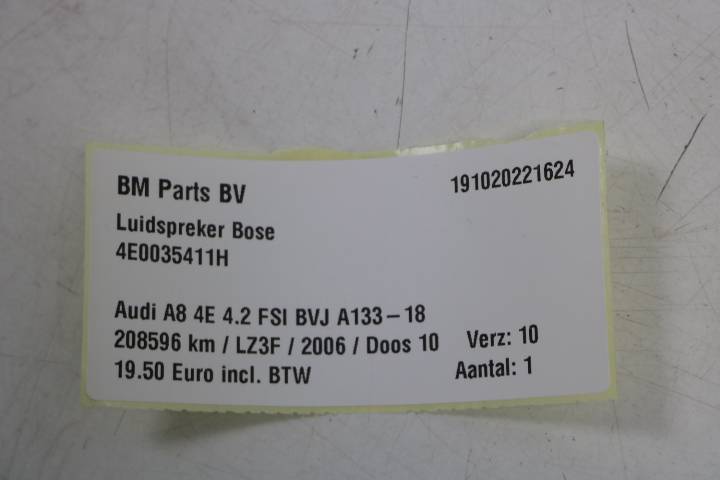 BM Parts BV
191020221624
Luidspreker Bose
4E0035411H
Audi A8 4E 4.2 FSI BVJ A133-18
208596 km / LZ3F / 2006 / Doos 10 Verz: 10
19.50 Euro incl. BTW Aantal: 1